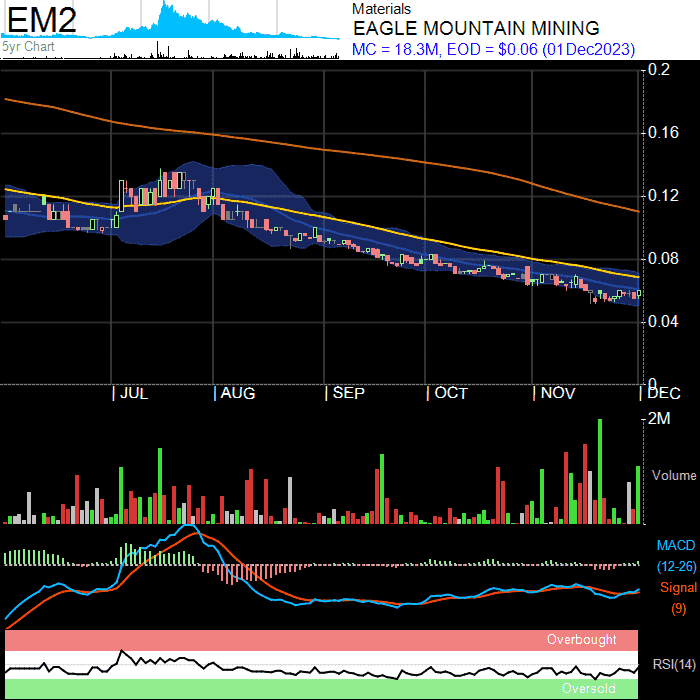 EM2
5yr Chart
Materials
EAGLE MOUNTAIN MINING
MC = 18.3M, EOD = $0.06 (01Dec2023)
0.2
0.16
0.12
0.08
0.04
0
JUL AUG SEP OCT NOV DEC
2M
Volume
MACD
(12-26)
Signal
(9)
Overbought
RSI(14)
Oversold